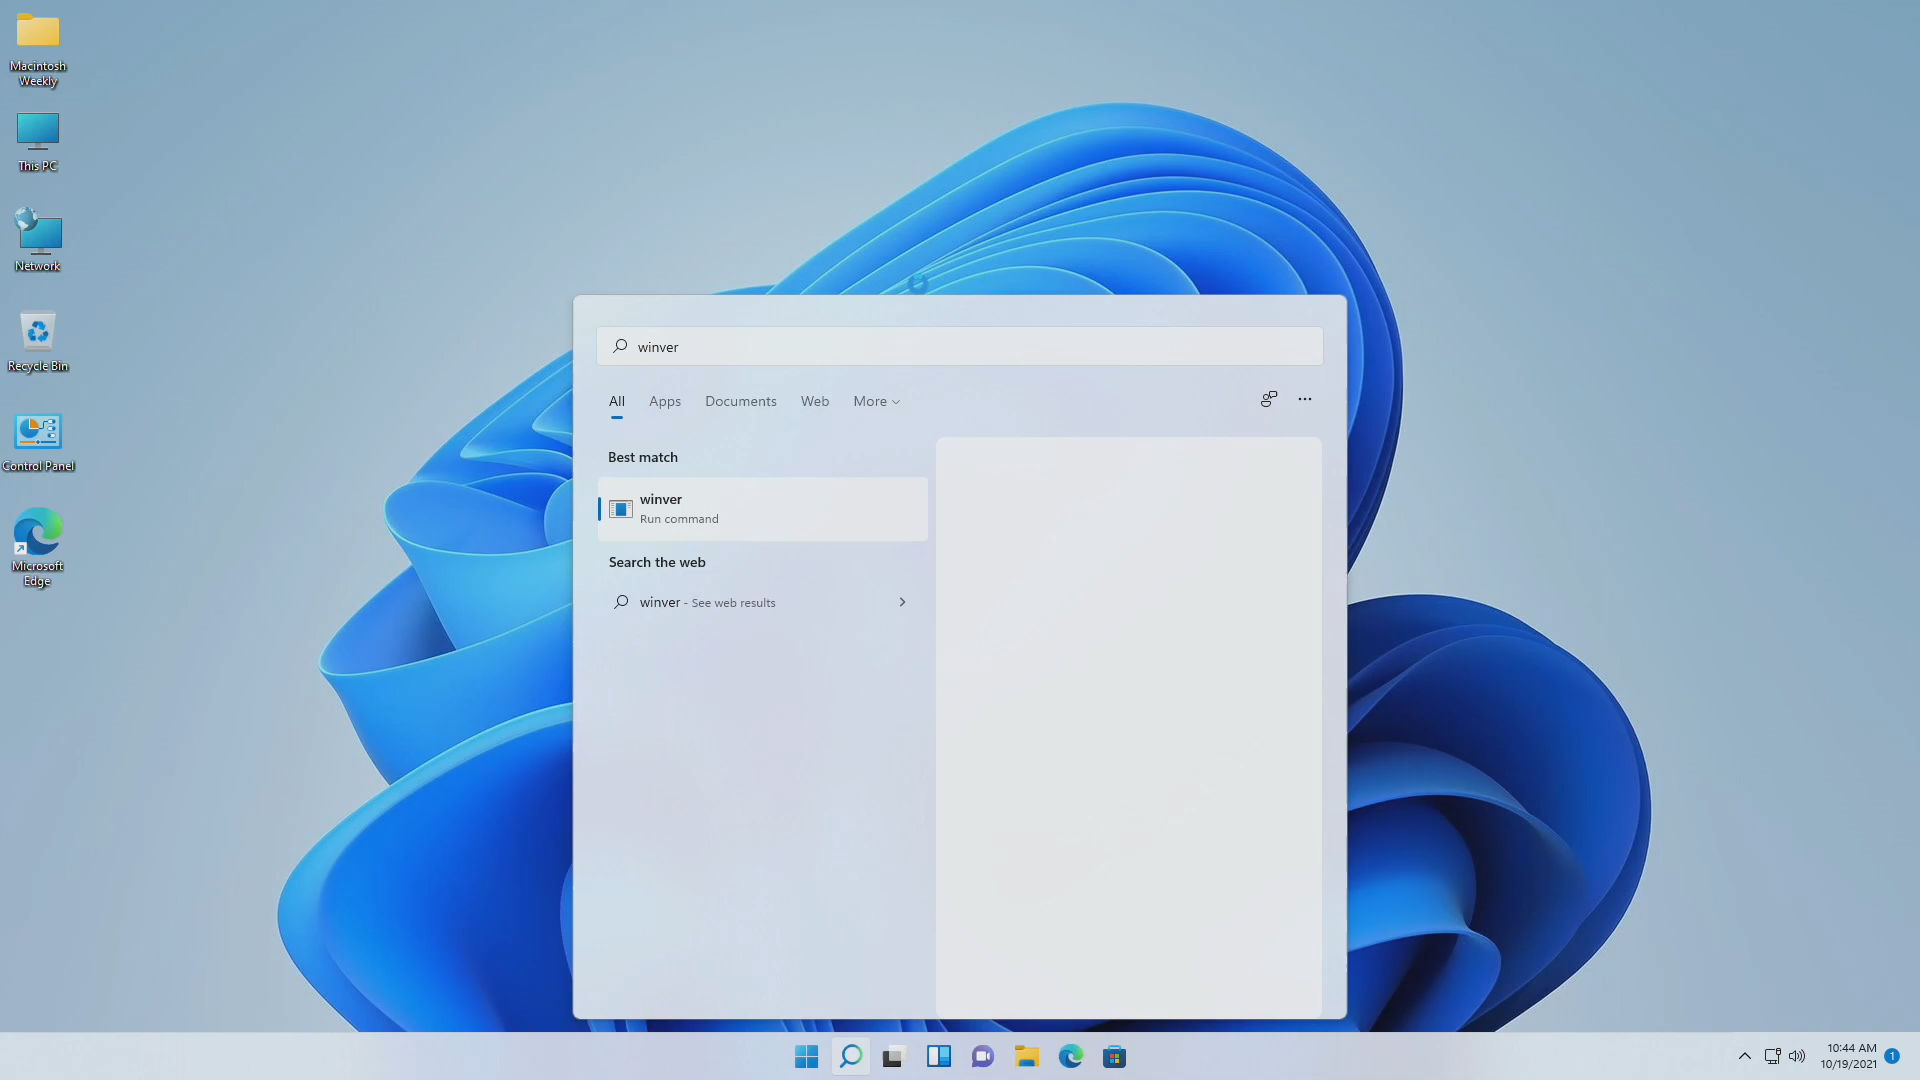 Macintosh
Weekly
This PC
Network
Recycle Bin
Control Panel
Microsoft
Edge
winver
All Apps Documents Web More
Best match
winver
Run command
Search the web
winver - See web results
10:44 AM
10/19/2021
1